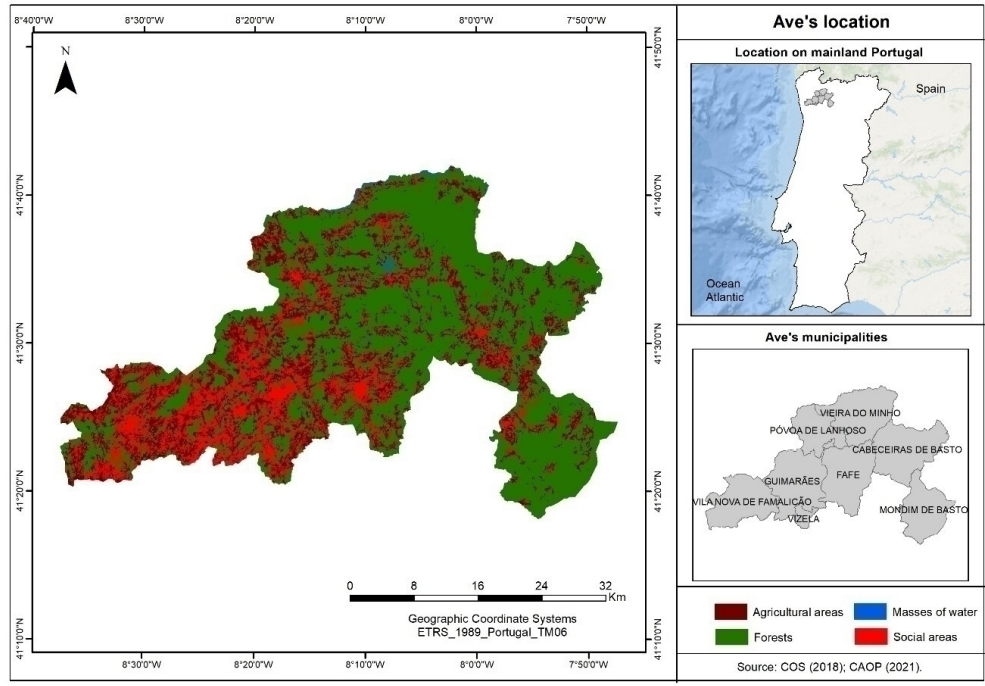 8°40'0"W 8°30'0"W 8°20'0"W 8°10'0"W 8°0'0"W 7°50'0"W
N
41°50'0"N
41°40'0"N 41°40'0"N
41°30'0"N 41°30'0"N
41°20'0"N 41°20'0"N
41°10'0"N 41°10'0"N
0 8 16 24 32
Km
Geographic Coordinate Systems
ETRS_1989_Portugal_TM06
8°30'0"W 8°20'0"W 8°10'0"W 8°0'0"W 7°50'0"W
Ave's location
Location on mainland Portugal
Spain
Ocean
Atlantic
Ave's municipalities
VIEIRA DO MINHO
PÓVOA DE LANHOSO
CABECEIRAS DE BASTO
FAFE
GUIMARÃES
VILA NOVA DE FAMALICÃO
MONDIM DE BASTO
VIZELA
Agricultural areas Masses of water
Forests Social areas
Source: COS (2018); CAOP (2021).